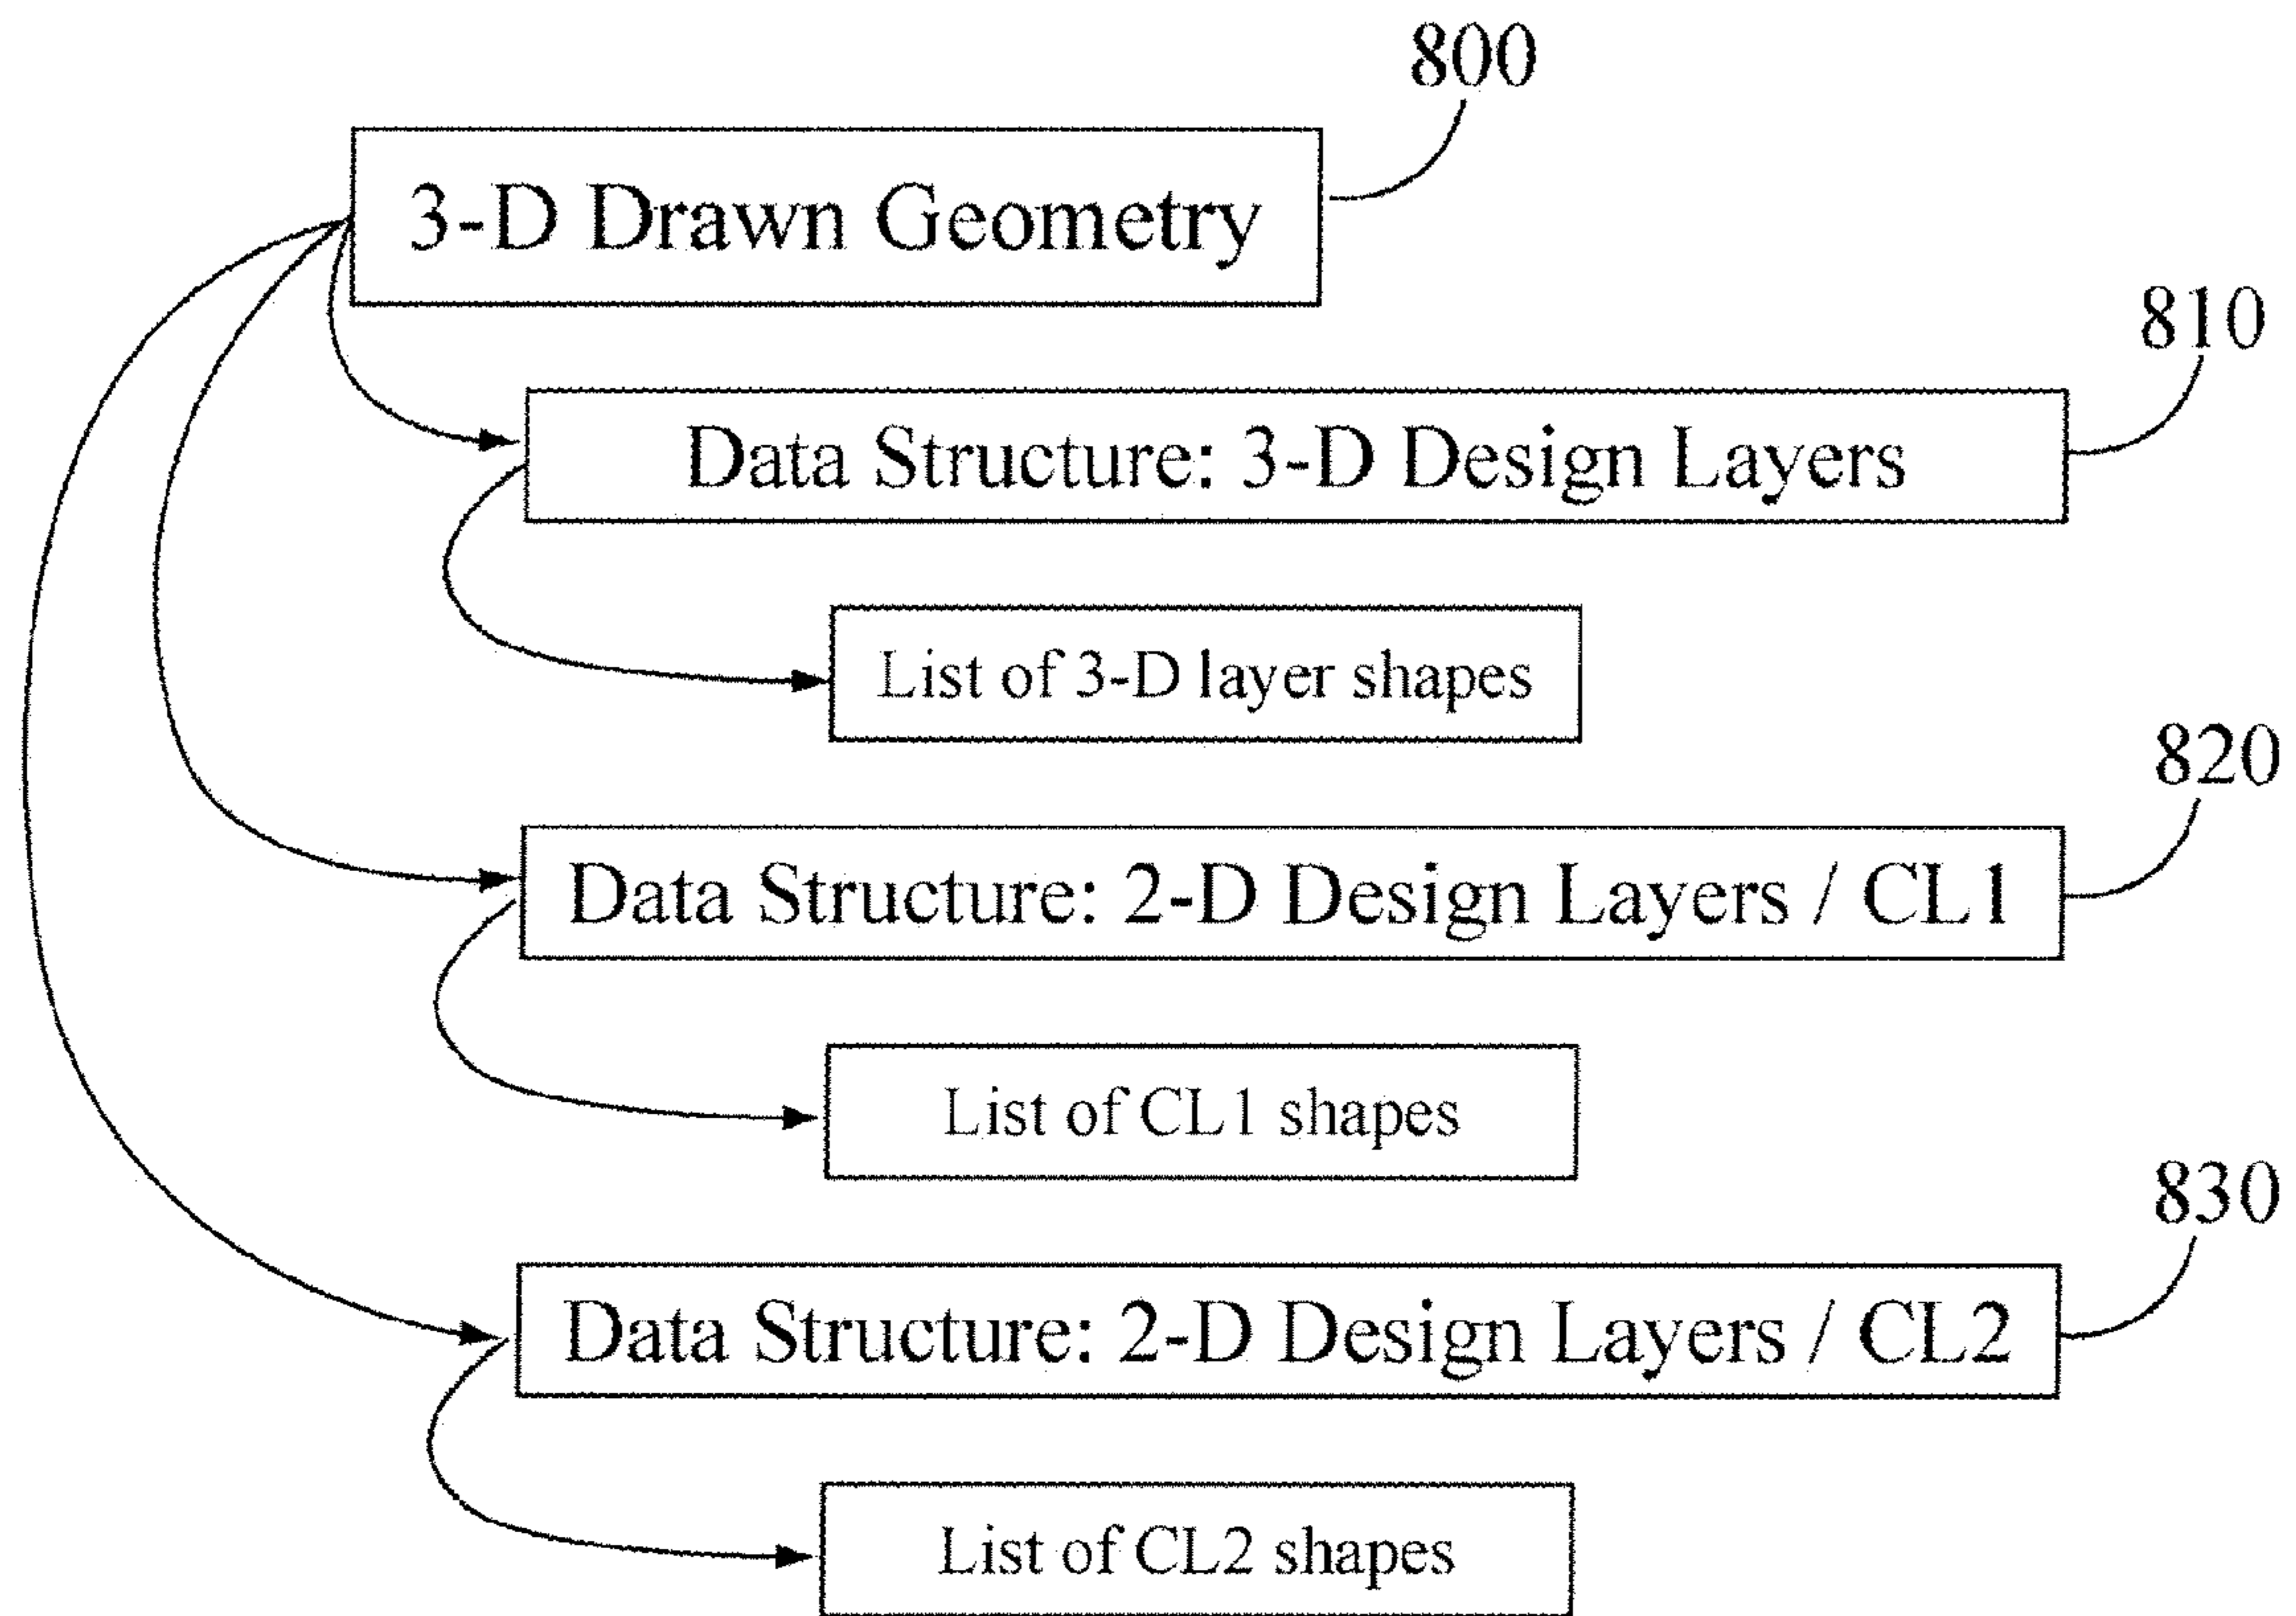 800
3-D Drawn Geometry
810
Data Structure: 3-D Design Layers
List of 3-D layer shapes
820
Data Structure: 2-D Design Layers / CL1
List of CL1 shapes
830
Data Structure: 2-D Design Layers / CL2
List of CL2 shapes